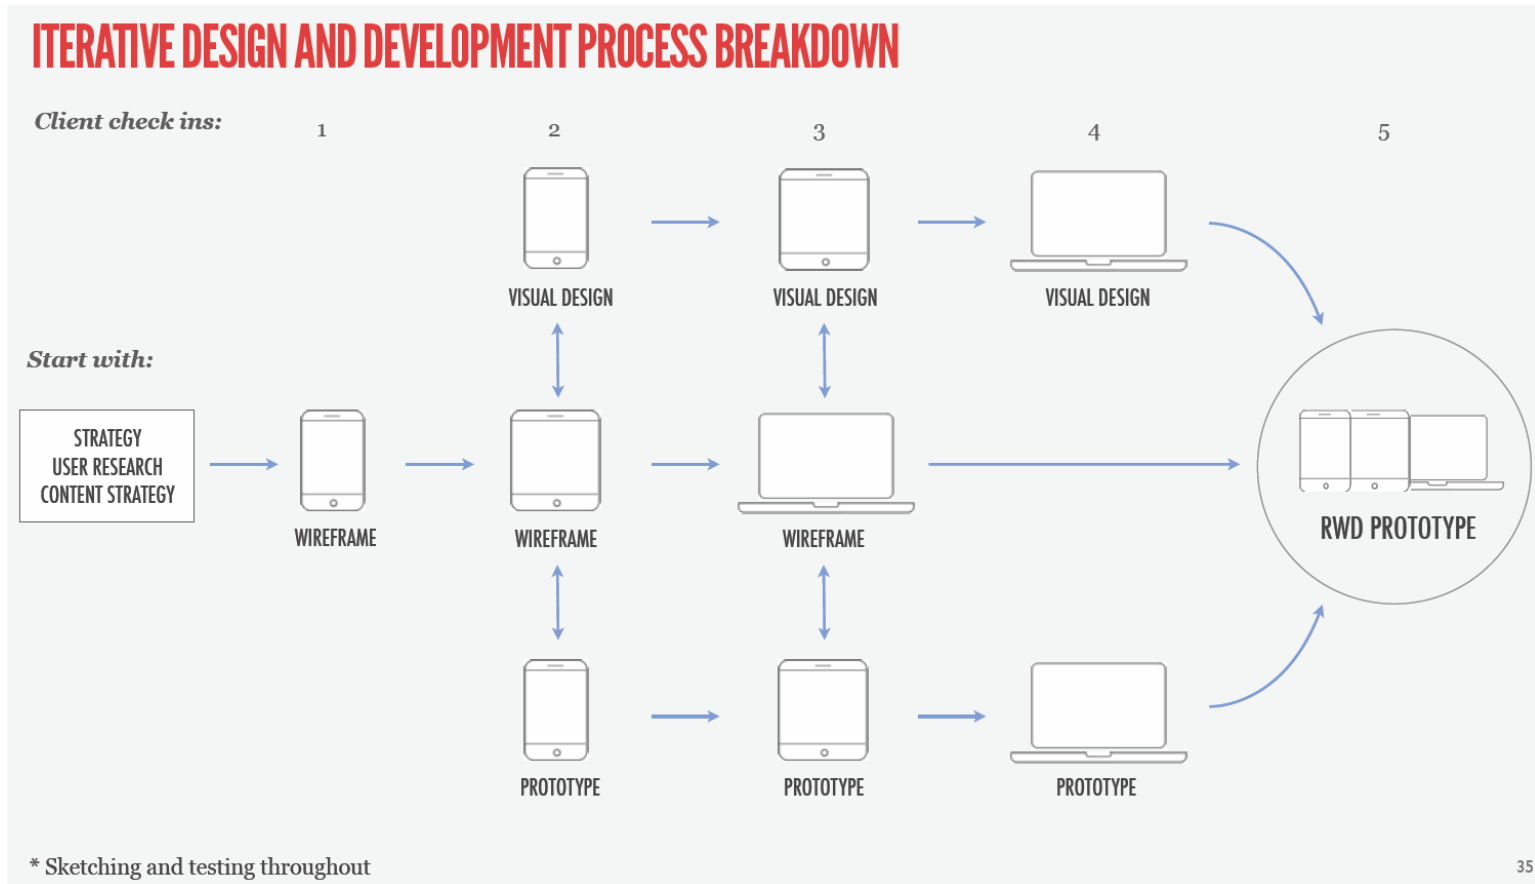 ITERATIVE DESIGN AND DEVELOPMENT PROCESS BREAKDOWN
Client check ins: 1 2 3 4 5
VISUAL DESIGN VISUAL DESIGN VISUAL DESIGN
Start with:
STRATEGY
USER RESEARCH
CONTENT STRATEGY
WIREFRAME WIREFRAME WIREFRAME
RWD PROTOTYPE
PROTOTYPE PROTOTYPE PROTOTYPE
* Sketching and testing throughout
35